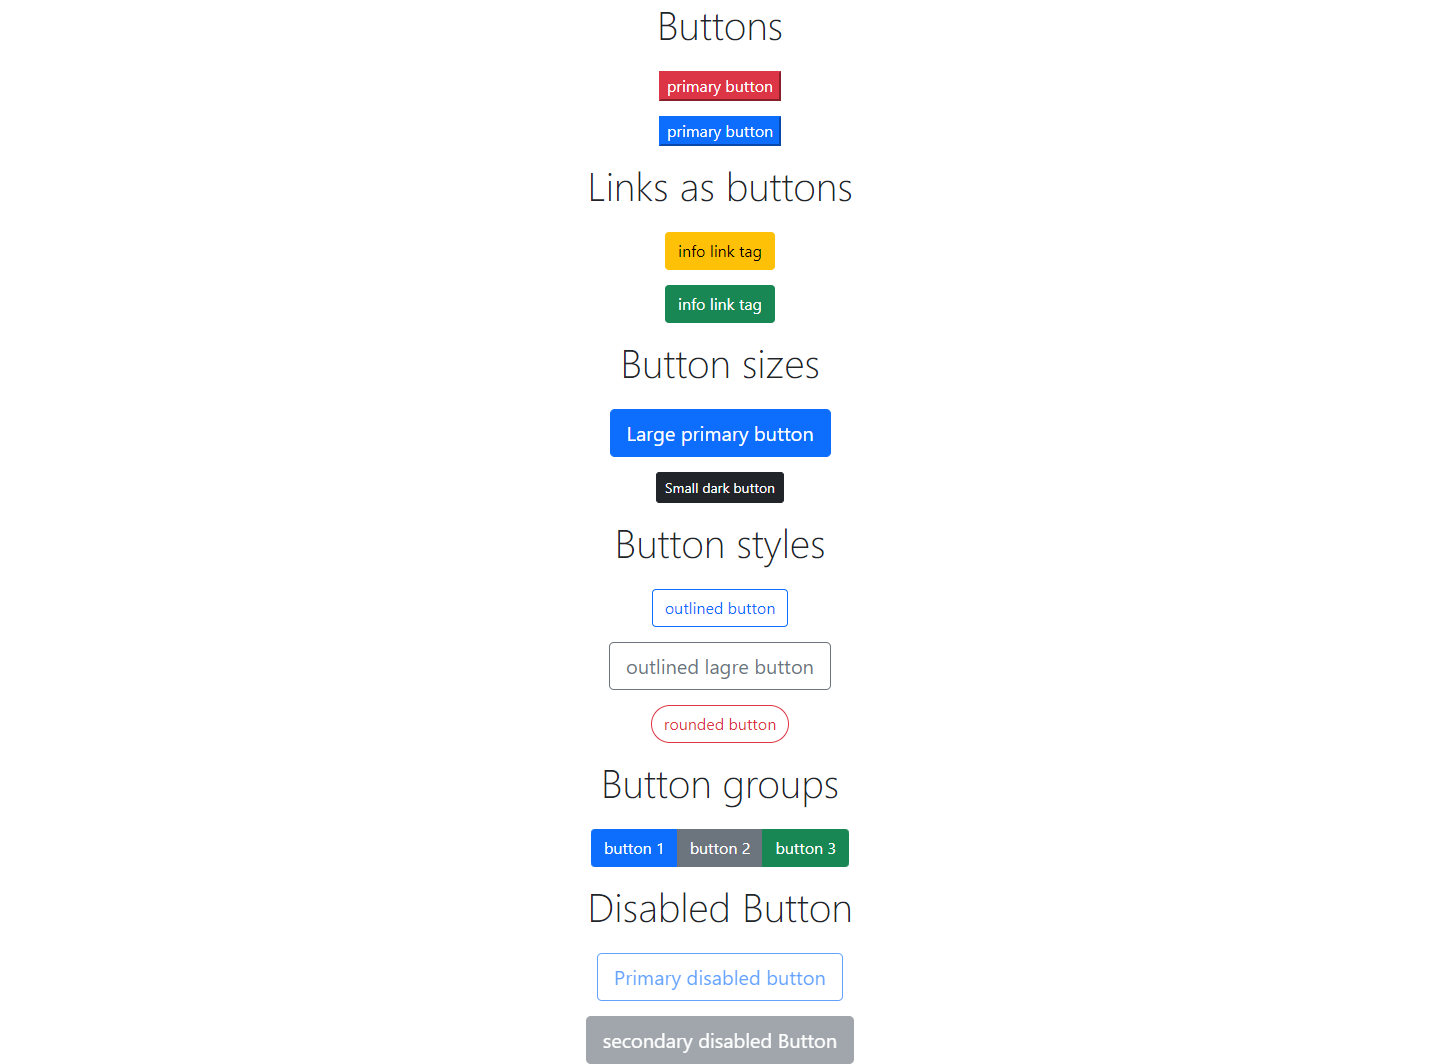 Buttons
primary button
primary button
Links as buttons
info link tag
info link tag
Button sizes
Large primary button
Small dark button
Button styles
outlined button
outlined lagre button
rounded button
Button groups
button 1 button 2 button 3
Disabled Button
Primary disabled button
secondary disabled Button